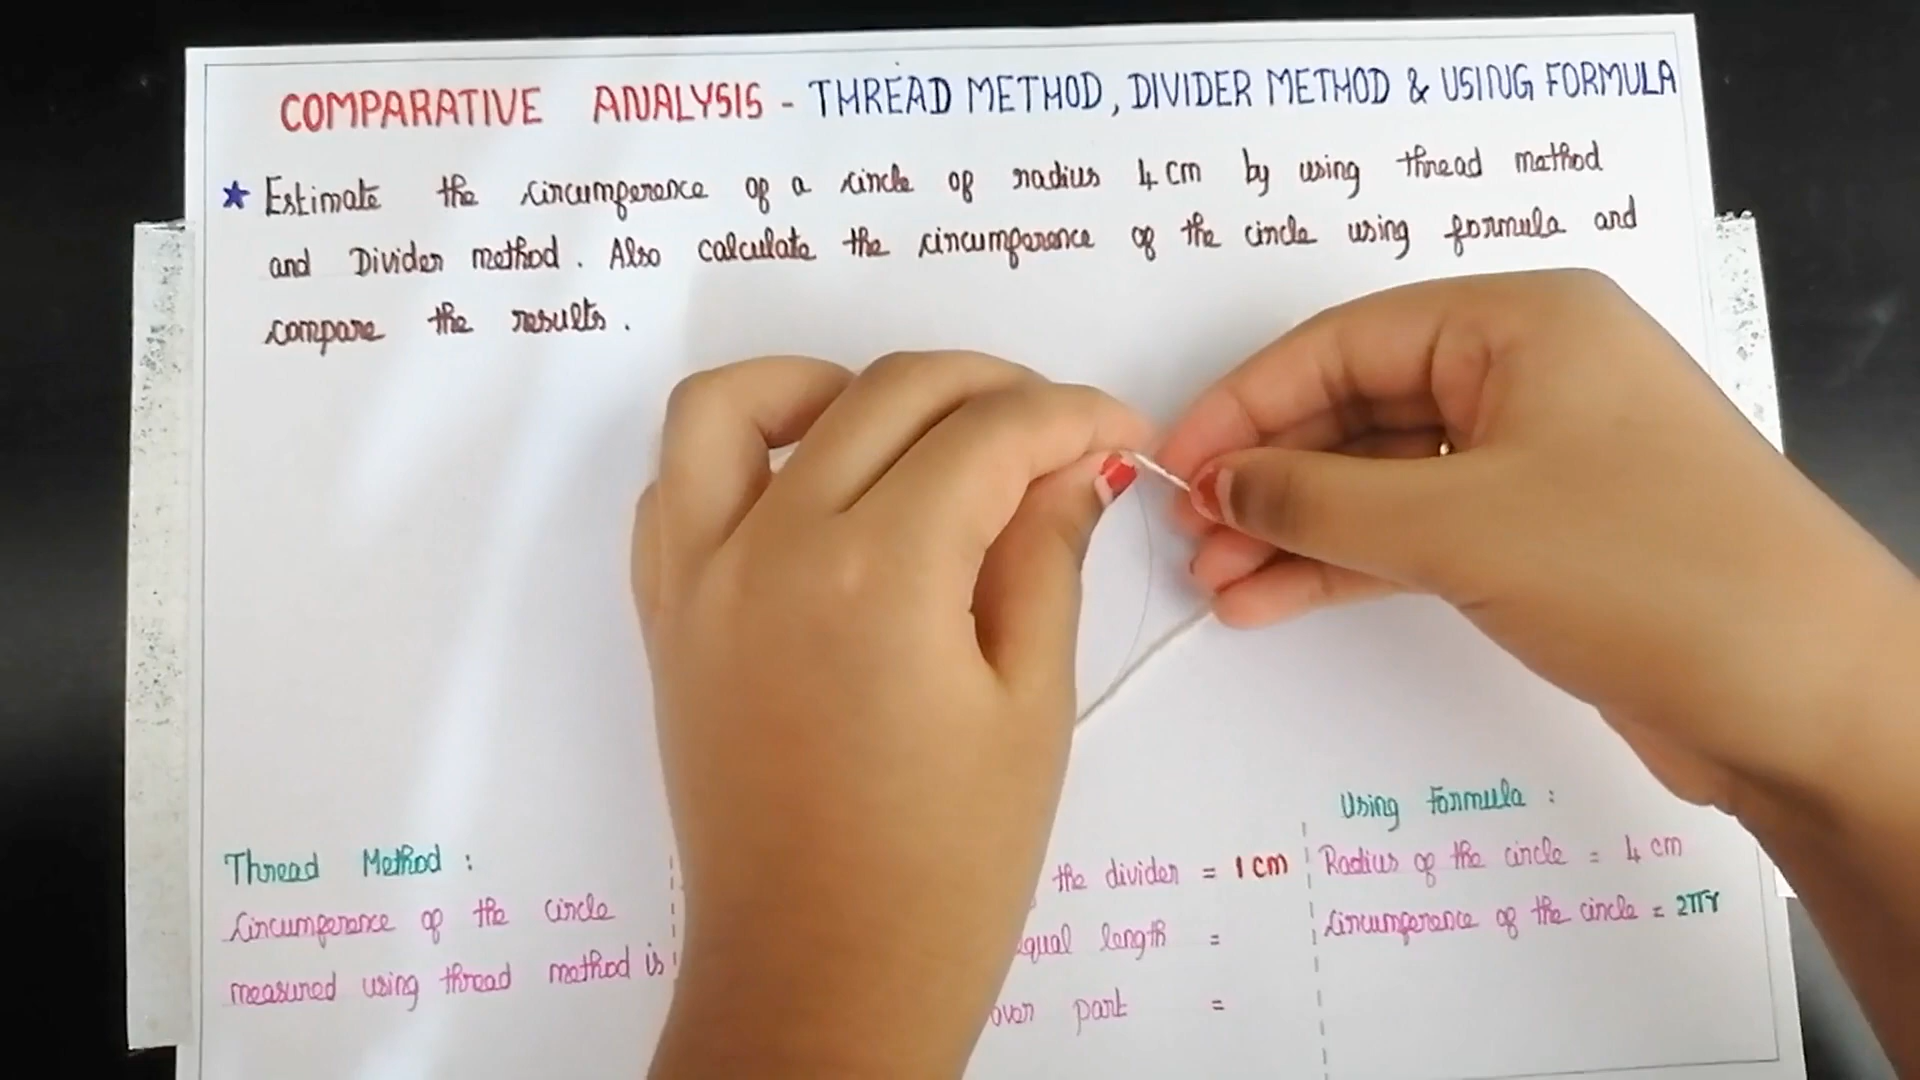 COMPARATIVE ANALYSIS - THREAD METHOD, DIVIDER METHOD & USING FORMULA
★ Estimate the circumference of a circle of radius 4 cm by using thread method
and Divider method. Also calculate the circumference of the circle using formula and
compare the results.
Thread Method :
Circumference of the circle
measured using thread method is
the divider = 1 cm
equal length =
over part =
Using Formula :
Radius of the circle = 4 cm
Circumference of the circle = 2πr